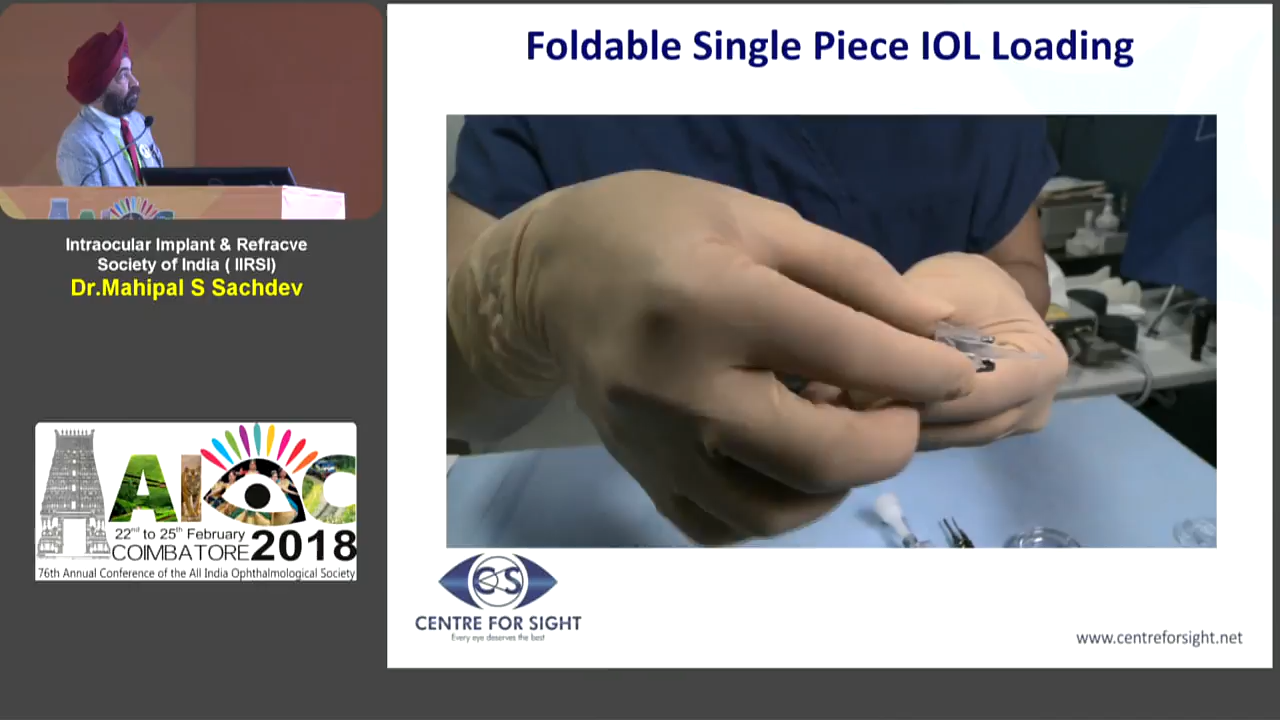 Foldable Single Piece IOL Loading
Intraocular Implant & Refracve
Society of India ( IIRSI)
Dr.Mahipal S Sachdev
AIOC
22nd to 25th February
COIMBATORE 2018
76th Annual Conference of the All India Ophthalmological Society
CS
CENTRE FOR SIGHT
Every eye deserves the best
www.centreforsight.net